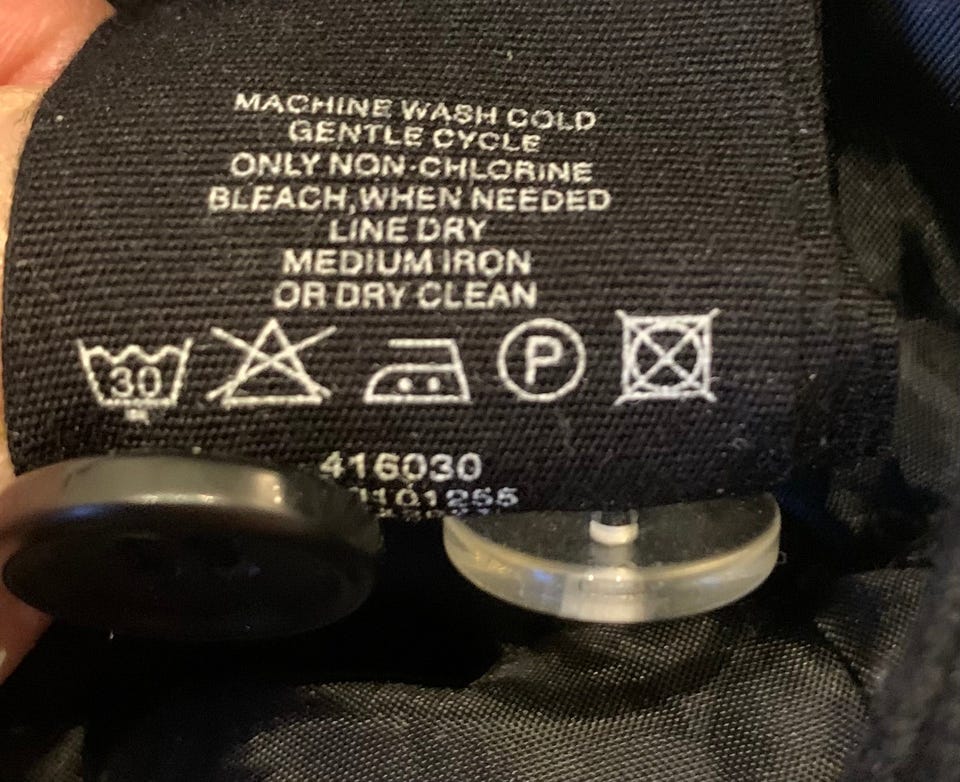 MACHINE WASH COLD
GENTLE CYCLE
ONLY NON-CHLORINE
BLEACH,WHEN NEEDED
LINE DRY
MEDIUM IRON
OR DRY CLEAN
30
P
416030